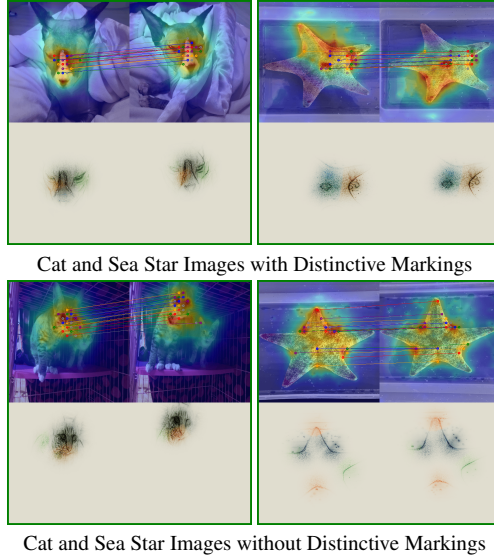 Cat and Sea Star Images with Distinctive Markings
Cat and Sea Star Images without Distinctive Markings